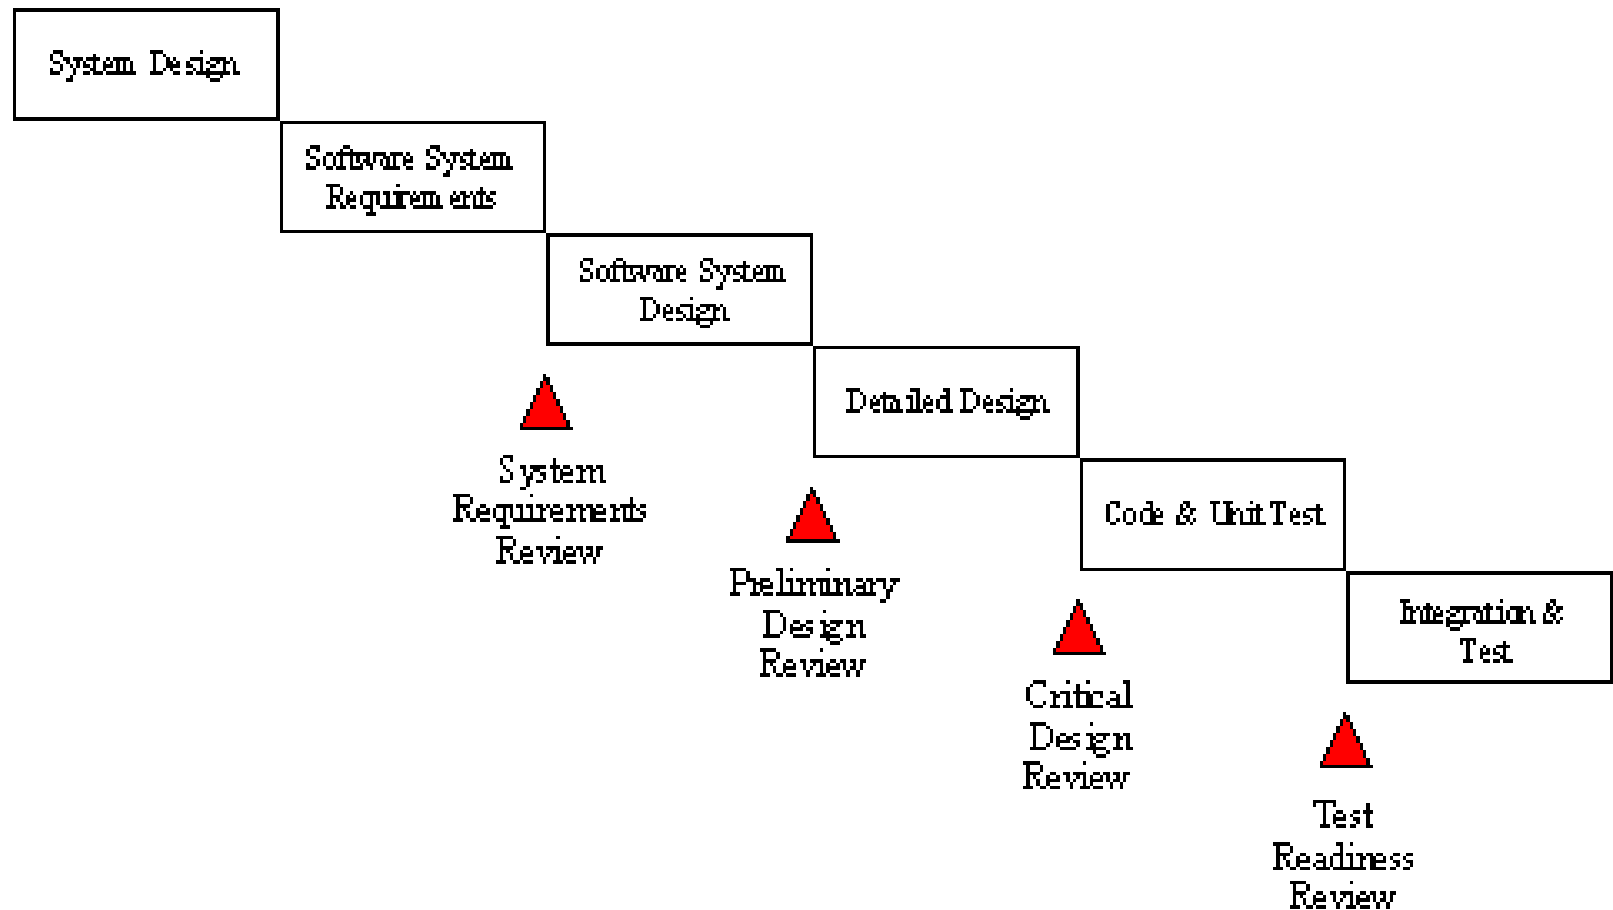 System Design
Software System
Requirements
Software System
Design
Detailed Design
System
Requirements
Review
Code & Unit Test
Preliminary
Design
Review
Integration &
Test
Critical
Design
Review
Test
Readiness
Review